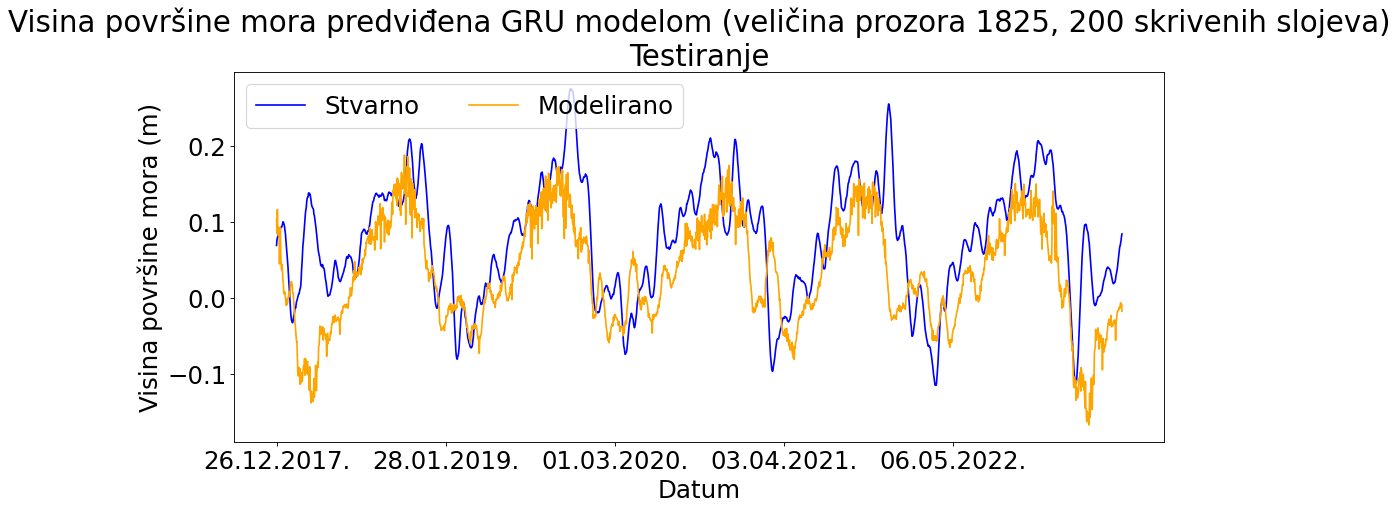 Visina površine mora predviđena GRU modelom (veličina prozora 1825, 200 skrivenih slojeva)
Testiranje
Stvarno
Modelirano
Visina površine mora (m)
0.2
0.1
0.0
−0.1
26.12.2017.
28.01.2019.
01.03.2020.
03.04.2021.
06.05.2022.
Datum